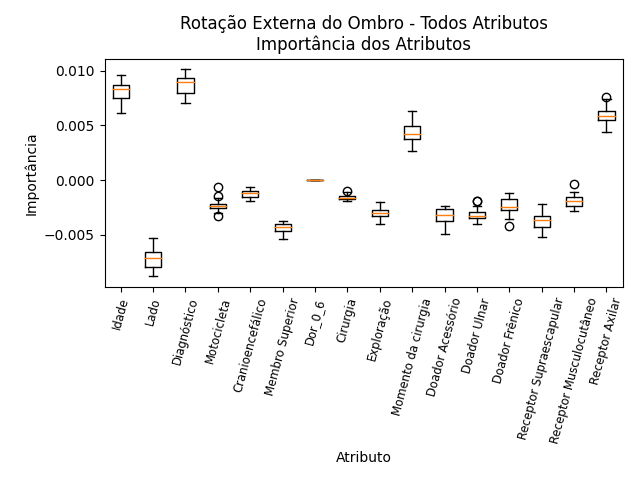 Rotação Externa do Ombro - Todos Atributos
Importância dos Atributos
0.010
0.005
0.000
−0.005
Importância
Idade
Lado
Diagnóstico
Motocicleta
Cranioencefálico
Membro Superior
Dor_0_6
Cirurgia
Exploração
Momento da cirurgia
Doador Acessório
Doador Ulnar
Doador Frênico
Receptor Supraescapular
Receptor Musculocutâneo
Receptor Axilar
Atributo